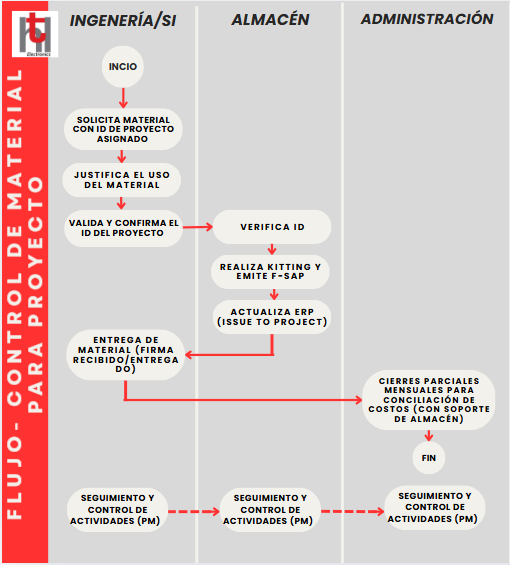 FLUJO- CONTROL DE MATERIAL
PARA PROYECTO
Electronics
INGENERÍA/SI
ALMACÉN
ADMINISTRACIÓN
INCIO
SOLICITA MATERIAL
CON ID DE PROYECTO
ASIGNADO
JUSTIFICA EL USO
DEL MATERIAL
VALIDA Y CONFIRMA EL
ID DEL PROYECTO
VERIFICA ID
REALIZA KITTING Y
EMITE F-SAP
ACTUALIZA ERP
(ISSUE TO PROJECT)
ENTREGA DE
MATERIAL (FIRMA
RECIBIDO/ENTREGA
DO)
CIERRES PARCIALES
MENSUALES PARA
CONCILIACIÓN DE
COSTOS (CON SOPORTE
DE ALMACÉN)
FIN
SEGUIMIENTO Y
CONTROL DE
ACTIVIDADES (PM)
SEGUIMIENTO Y
CONTROL DE
ACTIVIDADES (PM)
SEGUIMIENTO Y
CONTROL DE
ACTIVIDADES (PM)